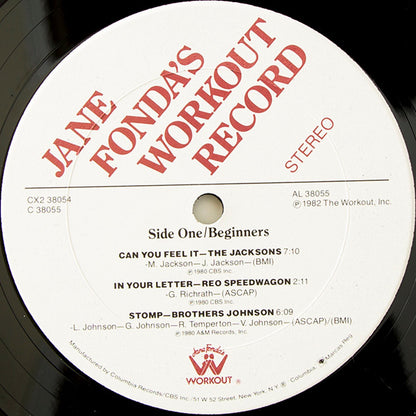 JANE
FONDA'S
WORKOUT
RECORD
STEREO
CX2 38054
C 38055
AL 38055
℗ 1982 The Workout, Inc.
Side One/Beginners
CAN YOU FEEL IT—THE JACKSONS 7:10
-M. Jackson—J. Jackson—(BMI)
℗ 1980 CBS Inc.
IN YOUR LETTER—REO SPEEDWAGON 2:11
-G. Richrath—(ASCAP)
℗ 1980 CBS Inc.
STOMP—BROTHERS JOHNSON 6:09
-L. Johnson—G. Johnson—R. Temperton—V. Johnson—(ASCAP)/(BMI)
℗ 1980 A&M Records, Inc.
Jane Fonda's
WORKOUT ®
Manufactured by Columbia Records/CBS Inc./51 W 52 Street, New York, N.Y. ® Columbia, Marcas Reg.